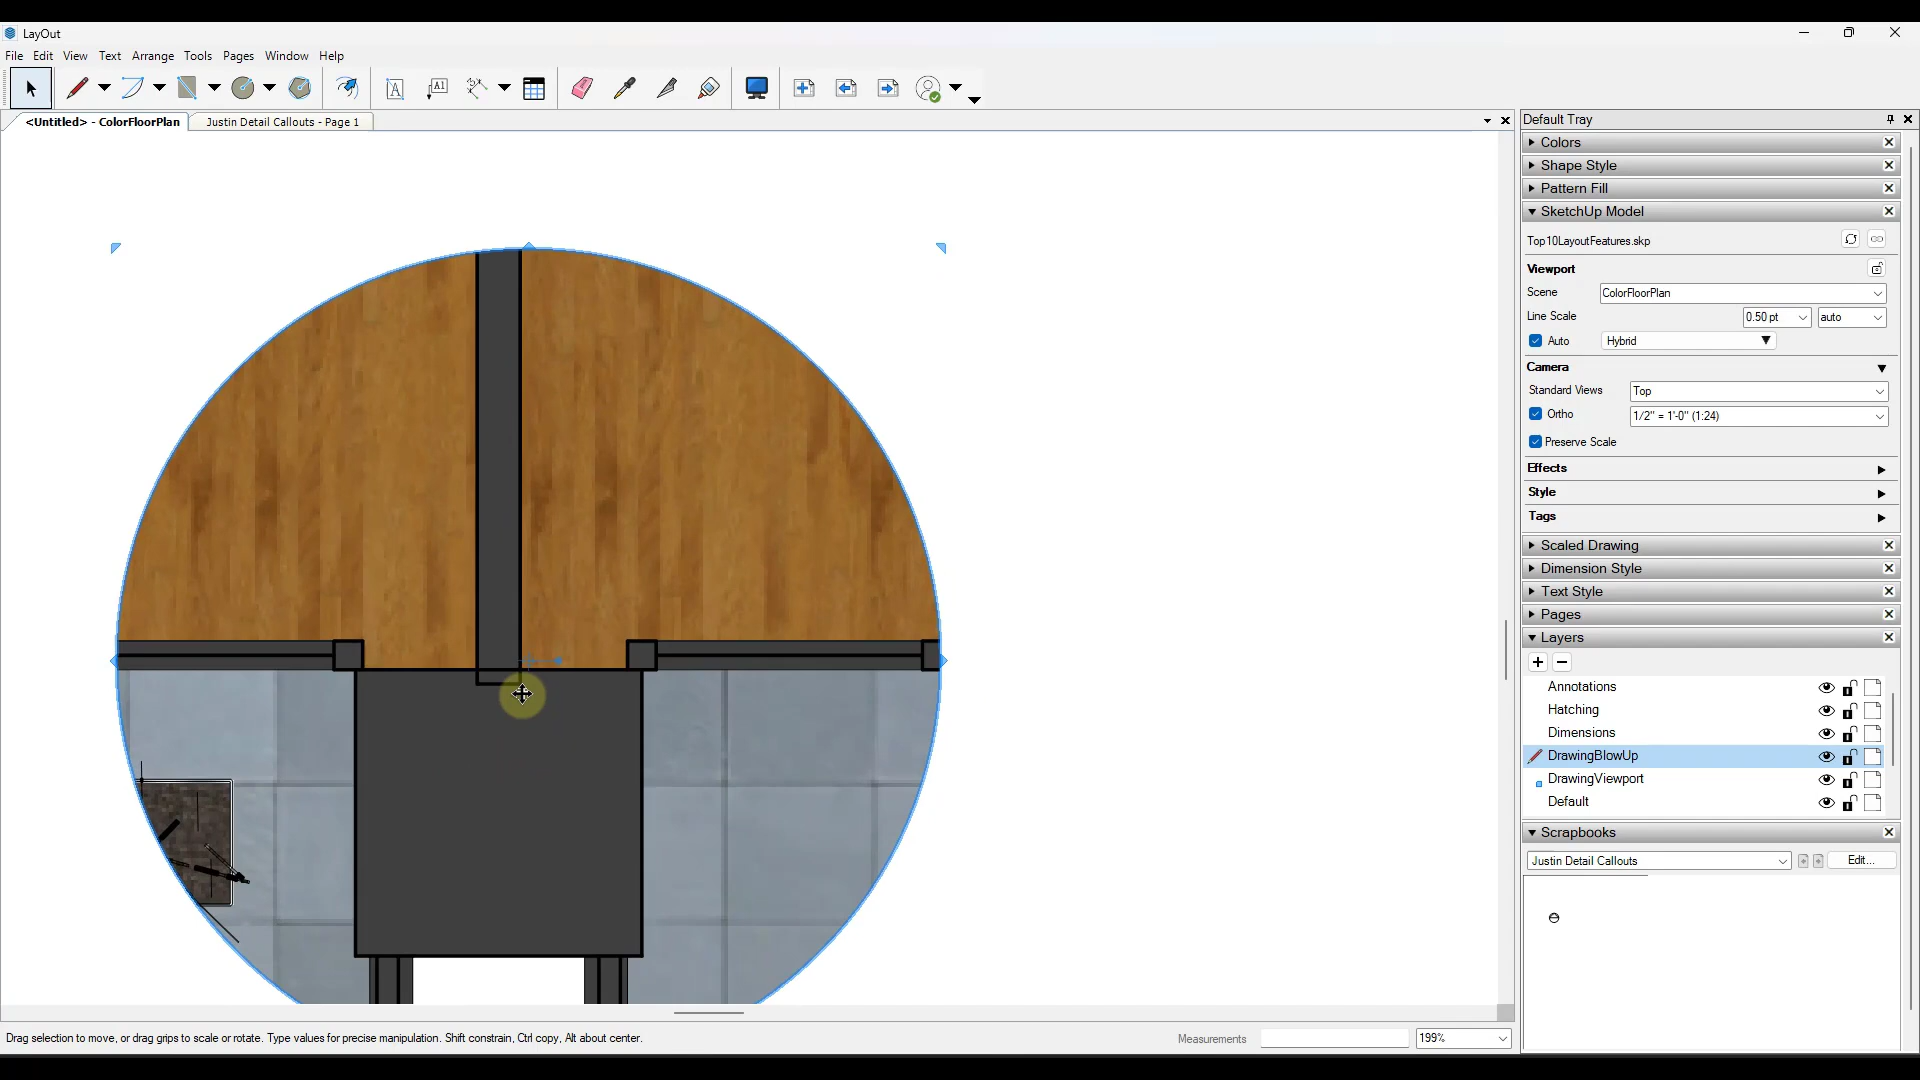 LayOut
File Edit View Text Arrange Tools Pages Window Help
<Untitled> - ColorFloorPlan
Justin Detail Callouts - Page 1
Default Tray
Colors
Shape Style
Pattern Fill
SketchUp Model
Top10LayoutFeatures.skp
Viewport
Scene ColorFloorPlan
Line Scale 0.50 pt auto
Auto Hybrid
Camera
Standard Views Top
Ortho 1/2" = 1'-0" (1:24)
Preserve Scale
Effects
Style
Tags
Scaled Drawing
Dimension Style
Text Style
Pages
Layers
Annotations
Hatching
Dimensions
DrawingBlowUp
DrawingViewport
Default
Scrapbooks
Justin Detail Callouts Edit...
Drag selection to move, or drag grips to scale or rotate. Type values for precise manipulation. Shift constrain, Ctrl copy, Alt about center.
Measurements 199%